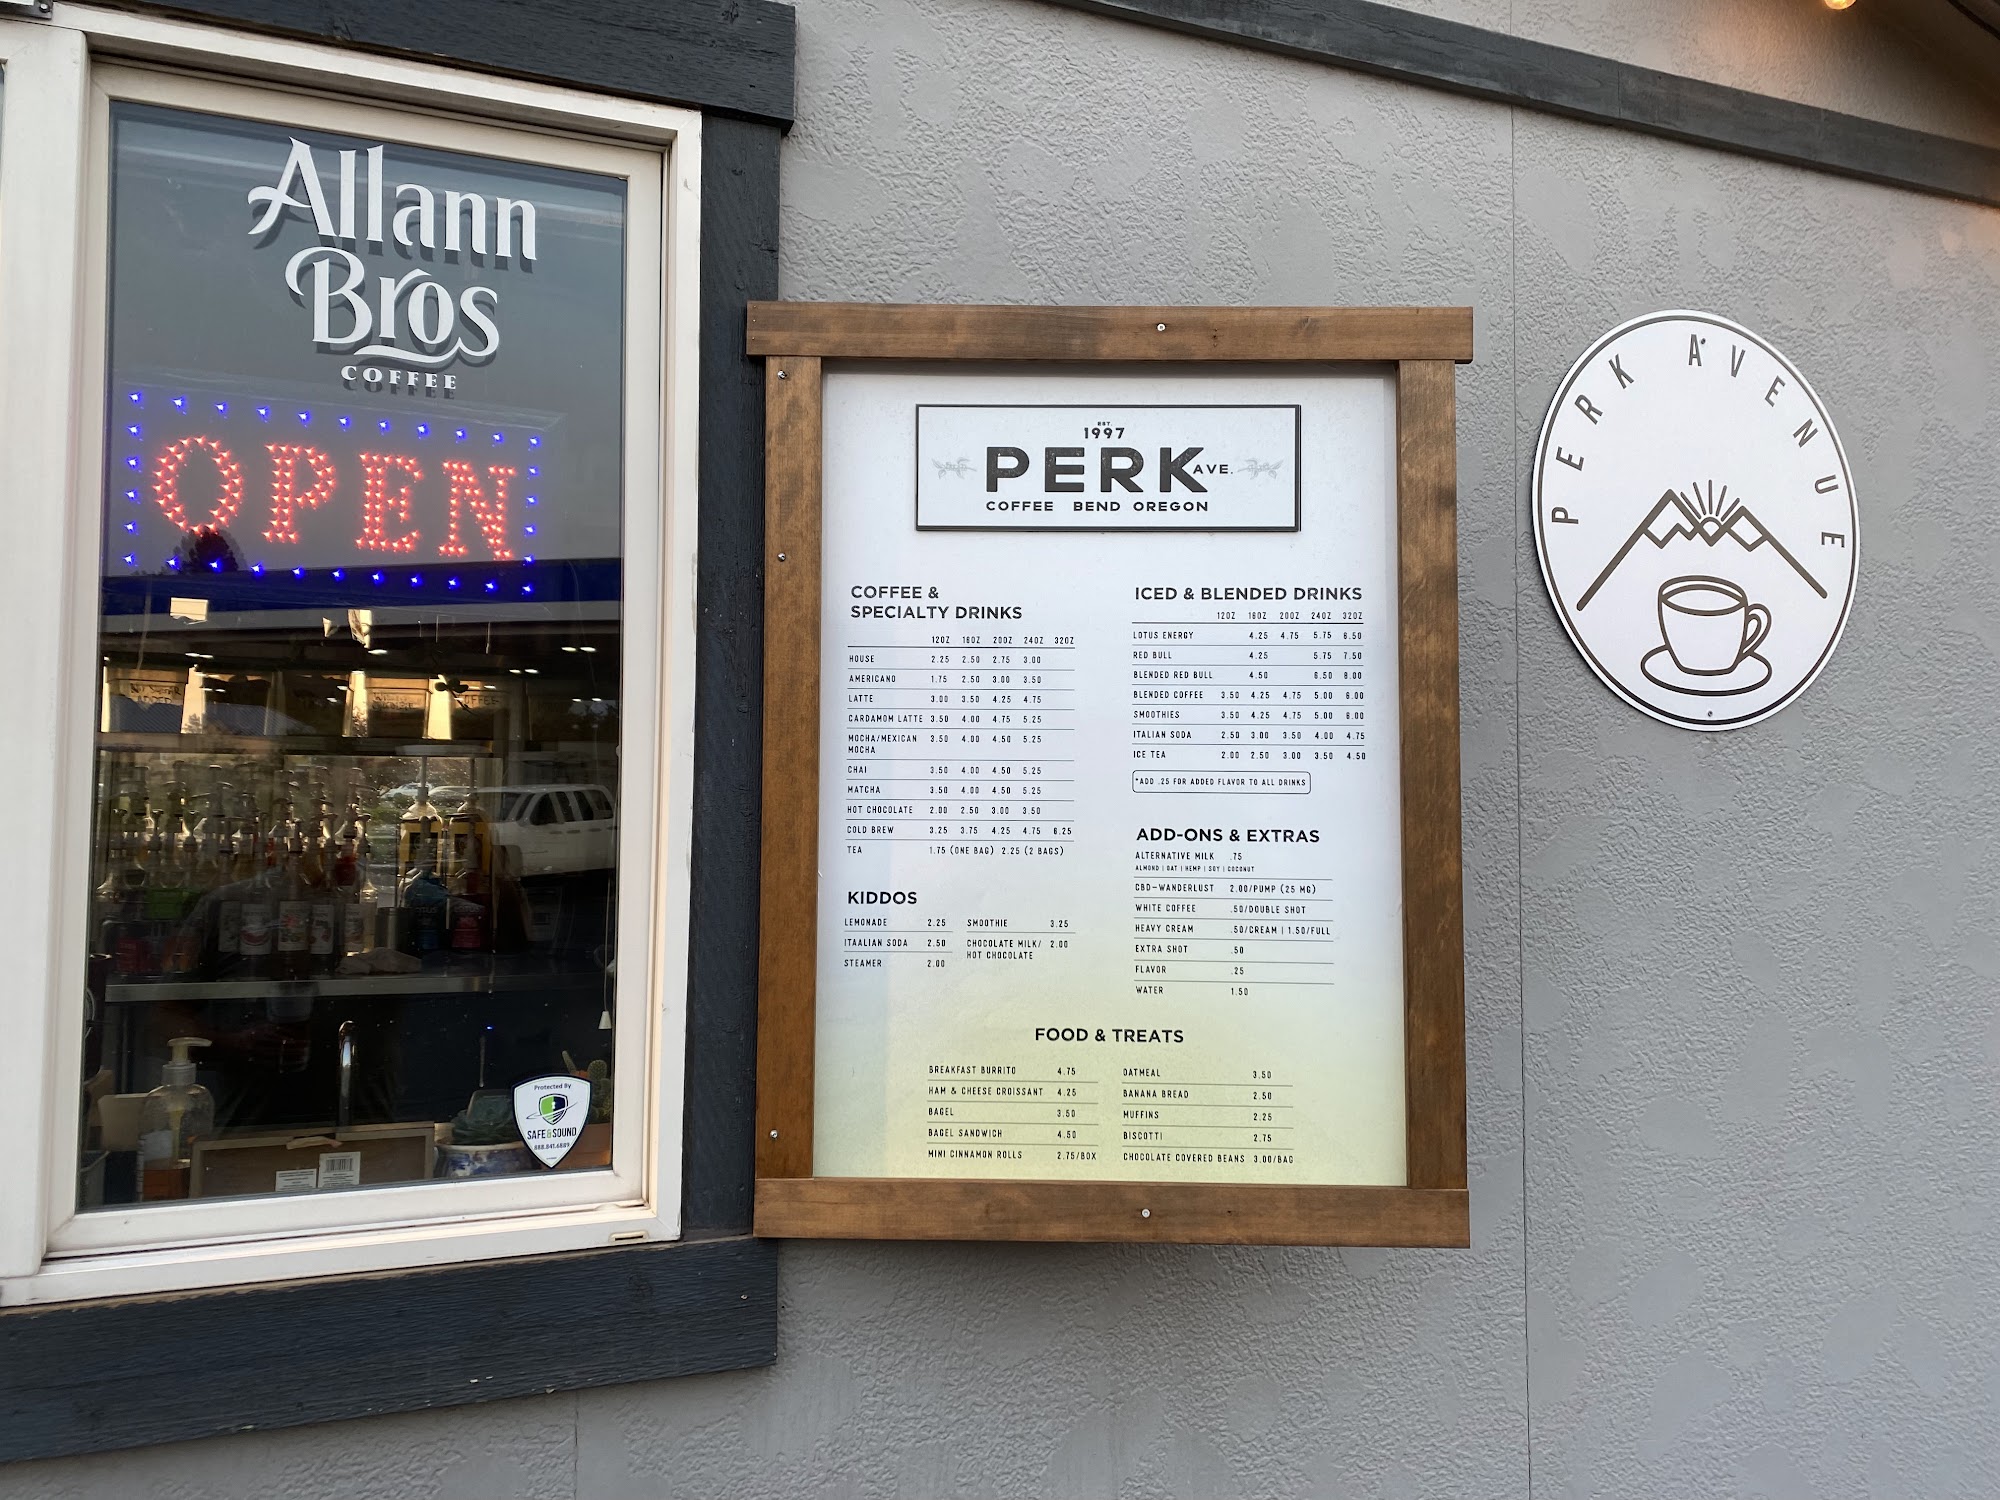 Allann
Bros
COFFEE
OPEN
Protected By
SAFE&SOUND
888.841.6889
EST.
1997
PERK AVE.
COFFEE BEND OREGON
COFFEE &
SPECIALTY DRINKS
12OZ 16OZ 20OZ 24OZ 32OZ
HOUSE 2.25 2.50 2.75 3.00
AMERICANO 1.75 2.50 3.00 3.50
LATTE 3.00 3.50 4.25 4.75
CARDAMOM LATTE 3.50 4.00 4.75 5.25
MOCHA/MEXICAN 3.50 4.00 4.50 5.25
MOCHA
CHAI 3.50 4.00 4.50 5.25
MATCHA 3.50 4.00 4.50 5.25
HOT CHOCOLATE 2.00 2.50 3.00 3.50
COLD BREW 3.25 3.75 4.25 4.75 6.25
TEA 1.75 (ONE BAG) 2.25 (2 BAGS)
KIDDOS
LEMONADE 2.25
ITAALIAN SODA 2.50
STEAMER 2.00
SMOOTHIE 3.25
CHOCOLATE MILK/ 2.00
HOT CHOCOLATE
ICED & BLENDED DRINKS
12OZ 16OZ 20OZ 24OZ 32OZ
LOTUS ENERGY 4.25 4.75 5.75 6.50
RED BULL 4.25 5.75 7.50
BLENDED RED BULL 4.50 6.50 8.00
BLENDED COFFEE 3.50 4.25 4.75 5.00 6.00
SMOOTHIES 3.50 4.25 4.75 5.00 6.00
ITALIAN SODA 2.50 3.00 3.50 4.00 4.75
ICE TEA 2.00 2.50 3.00 3.50 4.50
*ADD .25 FOR ADDED FLAVOR TO ALL DRINKS
ADD-ONS & EXTRAS
ALTERNATIVE MILK .75
ALMOND | OAT | HEMP | SOY | COCONUT
CBD-WANDERLUST 2.00/PUMP (25 MG)
WHITE COFFEE .50/DOUBLE SHOT
HEAVY CREAM .50/CREAM | 1.50/FULL
EXTRA SHOT .50
FLAVOR .25
WATER 1.50
FOOD & TREATS
BREAKFAST BURRITO 4.75
HAM & CHEESE CROISSANT 4.25
BAGEL 3.50
BAGEL SANDWICH 4.50
MINI CINNAMON ROLLS 2.75/BOX
OATMEAL 3.50
BANANA BREAD 2.50
MUFFINS 2.25
BISCOTTI 2.75
CHOCOLATE COVERED BEANS 3.00/BAG
PERK AVENUE